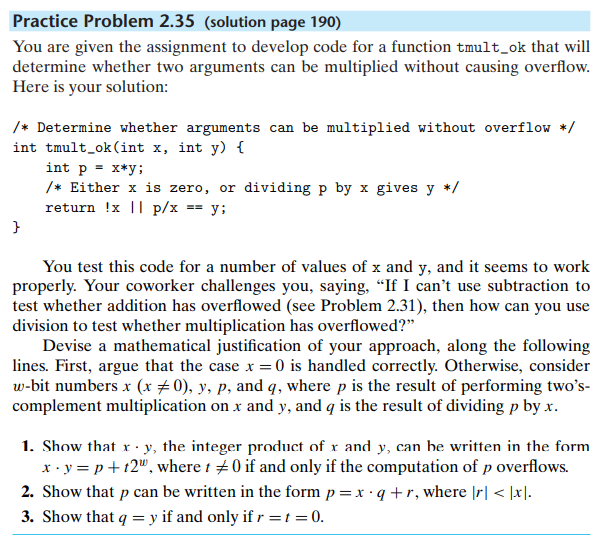 Practice Problem 2.35 (solution page 190)
You are given the assignment to develop code for a function tmult_ok that will
determine whether two arguments can be multiplied without causing overflow.
Here is your solution:
/* Determine whether arguments can be multiplied without overflow */
int tmult_ok(int x, int y) {
    int p = x*y;
    /* Either x is zero, or dividing p by x gives y */
    return !x || p/x == y;
}
You test this code for a number of values of x and y, and it seems to work
properly. Your coworker challenges you, saying, “If I can’t use subtraction to
test whether addition has overflowed (see Problem 2.31), then how can you use
division to test whether multiplication has overflowed?”
Devise a mathematical justification of your approach, along the following
lines. First, argue that the case x = 0 is handled correctly. Otherwise, consider
w-bit numbers x (x ≠ 0), y, p, and q, where p is the result of performing two’s-
complement multiplication on x and y, and q is the result of dividing p by x.
1. Show that x · y, the integer product of x and y, can be written in the form
x · y = p + t2ʷ, where t ≠ 0 if and only if the computation of p overflows.
2. Show that p can be written in the form p = x · q + r, where |r| < |x|.
3. Show that q = y if and only if r = t = 0.